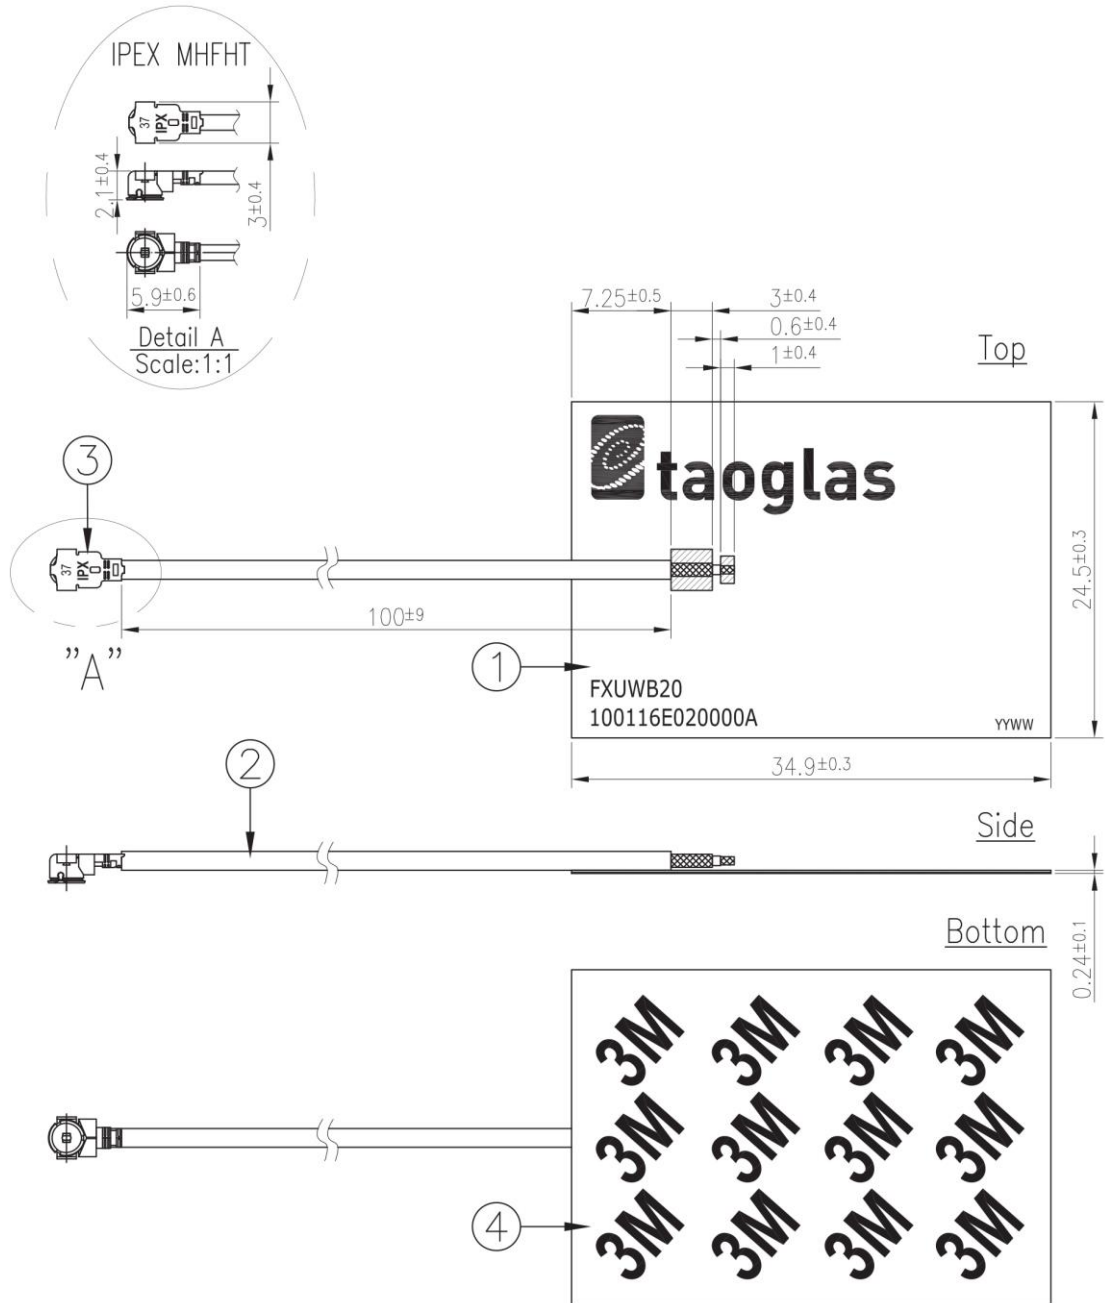 IPEX MHFHT
37
IPX
2.1±0.4
3±0.4
5.9±0.6
Detail A
Scale:1:1
7.25±0.5
3±0.4
0.6±0.4
1±0.4
Top
taoglas
3
37
IPX
"A"
100±9
1
FXUWB20
100116E020000A
YYWW
24.5±0.3
34.9±0.3
2
Side
0.24±0.1
Bottom
3M 3M 3M 3M
3M 3M 3M 3M
3M 3M 3M 3M
4